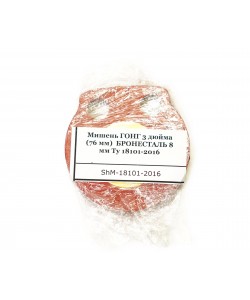 Мишень ГОНГ 3 дюйма
(76 мм) БРОНЕСТАЛЬ 8
мм Ту 18101-2016
ShM-18101-2016